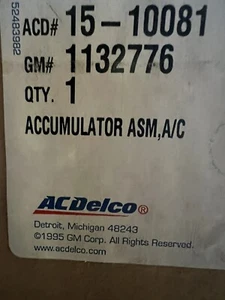 52483982
ACD# 15-10081
GM# 1132776
QTY. 1
ACCUMULATOR ASM,A/C
ACDelco®
Detroit, Michigan 48243
©1995 GM Corp. All Rights Reserved.
www.acdelco.com